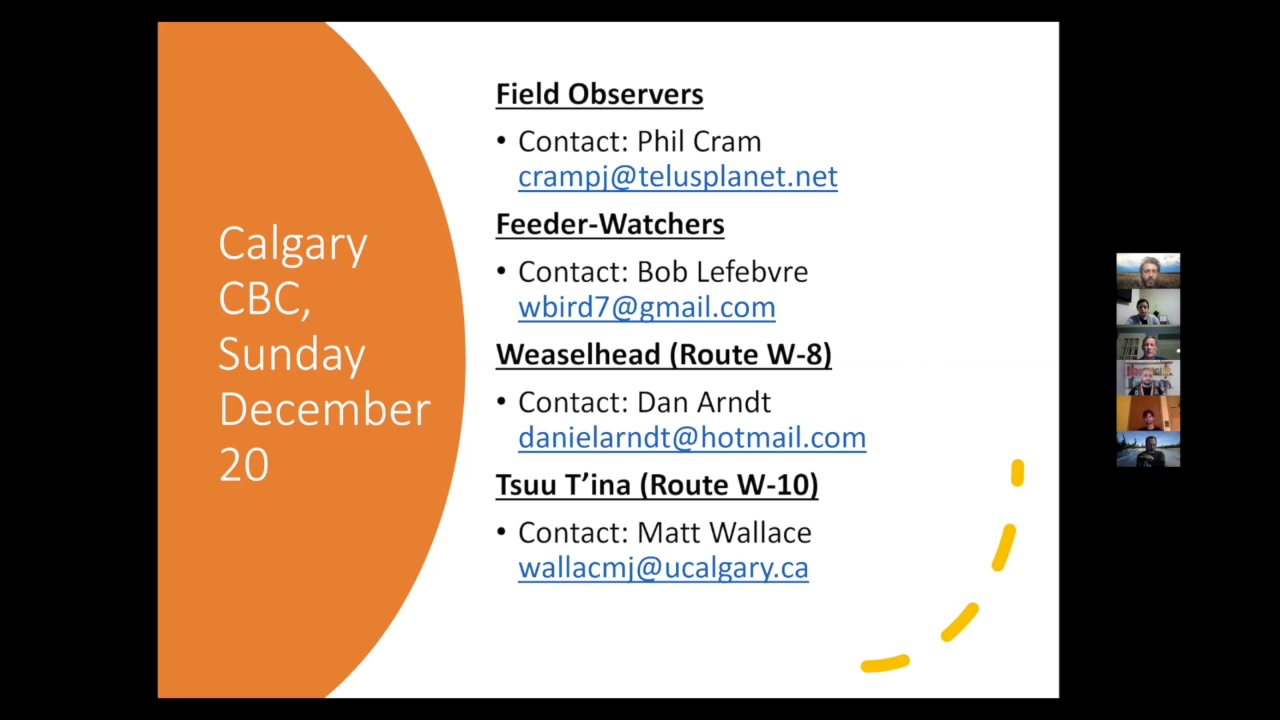 Calgary
CBC,
Sunday
December
20
Field Observers
• Contact: Phil Cram
crampj@telusplanet.net
Feeder-Watchers
• Contact: Bob Lefebvre
wbird7@gmail.com
Weaselhead (Route W-8)
• Contact: Dan Arndt
danielarndt@hotmail.com
Tsuu T’ina (Route W-10)
• Contact: Matt Wallace
wallacmj@ucalgary.ca